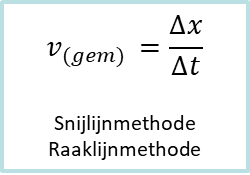 v(gem) = Δx/Δt
Snijlijnmethode
Raaklijnmethode